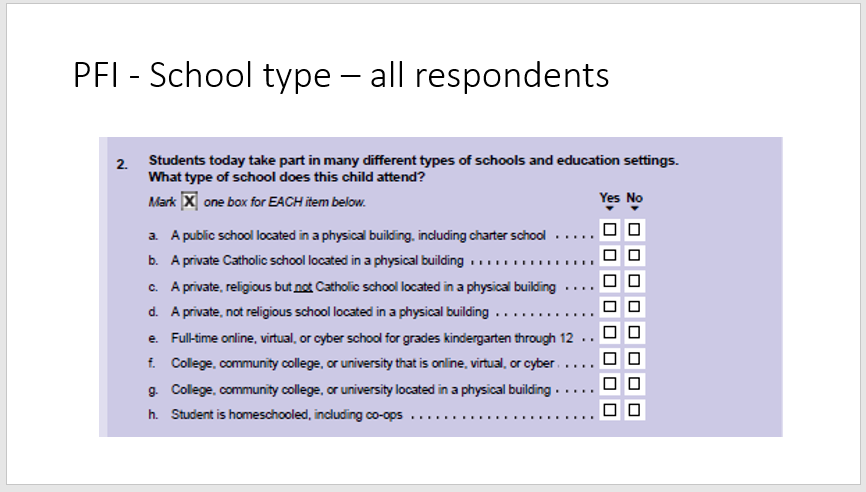 PFI - School type – all respondents
2. Students today take part in many different types of schools and education settings.
What type of school does this child attend?
Mark X one box for EACH item below.
Yes No
a. A public school located in a physical building, including charter school . . . . .
b. A private Catholic school located in a physical building . . . . . . . . . . . . . . .
c. A private, religious but not Catholic school located in a physical building . . . .
d. A private, not religious school located in a physical building . . . . . . . . . . . .
e. Full-time online, virtual, or cyber school for grades kindergarten through 12 . .
f. College, community college, or university that is online, virtual, or cyber . . . . .
g. College, community college, or university located in a physical building . . . . .
h. Student is homeschooled, including co-ops . . . . . . . . . . . . . . . . . . . . . . .